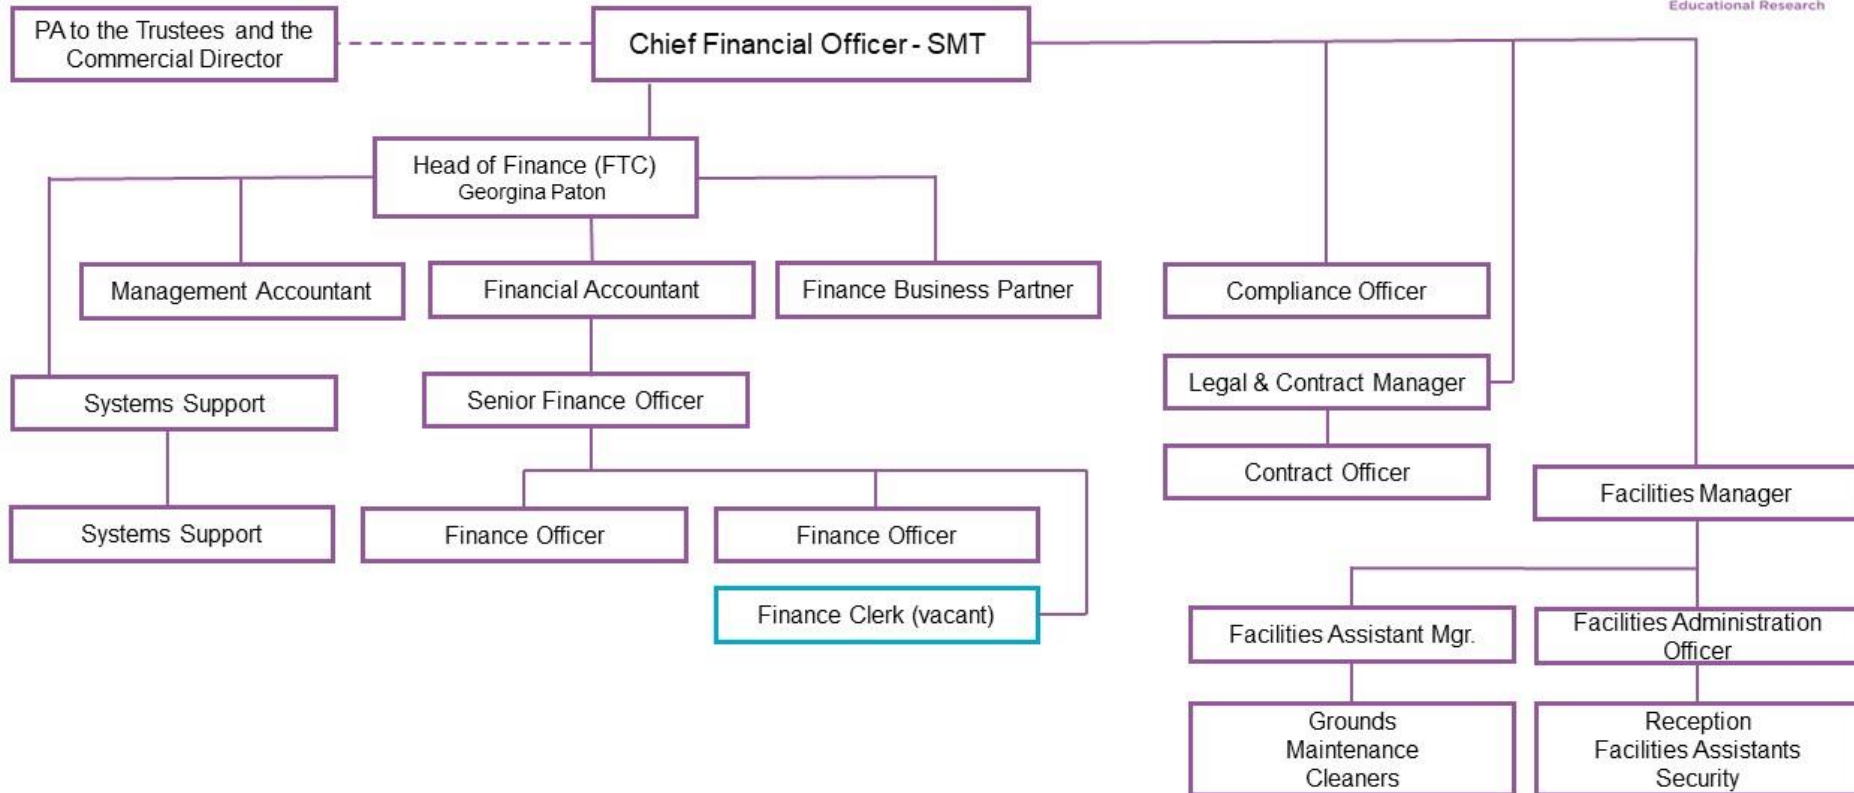 Educational Research
PA to the Trustees and the
Commercial Director
Chief Financial Officer - SMT
Head of Finance (FTC)
Georgina Paton
Management Accountant
Financial Accountant
Finance Business Partner
Compliance Officer
Legal & Contract Manager
Systems Support
Senior Finance Officer
Contract Officer
Facilities Manager
Systems Support
Finance Officer
Finance Officer
Finance Clerk (vacant)
Facilities Assistant Mgr.
Facilities Administration
Officer
Grounds
Maintenance
Cleaners
Reception
Facilities Assistants
Security